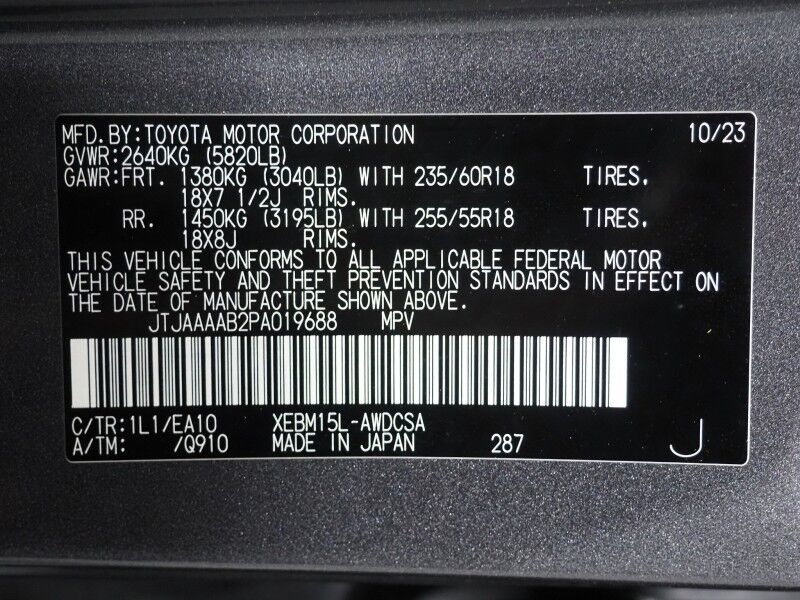 MFD.BY:TOYOTA MOTOR CORPORATION 10/23
GVWR:2640KG (5820LB)
GAWR:FRT. 1380KG (3040LB) WITH 235/60R18 TIRES.
18X7 1/2J RIMS.
RR. 1450KG (3195LB) WITH 255/55R18 TIRES.
18X8J RIMS.
THIS VEHICLE CONFORMS TO ALL APPLICABLE FEDERAL MOTOR
VEHICLE SAFETY AND THEFT PREVENTION STANDARDS IN EFFECT ON
THE DATE OF MANUFACTURE SHOWN ABOVE.
JTJAAAAB2PA019688 MPV
C/TR:1L1/EA10 XEBM15L-AWDCSA
A/TM: /Q910 MADE IN JAPAN 287 J